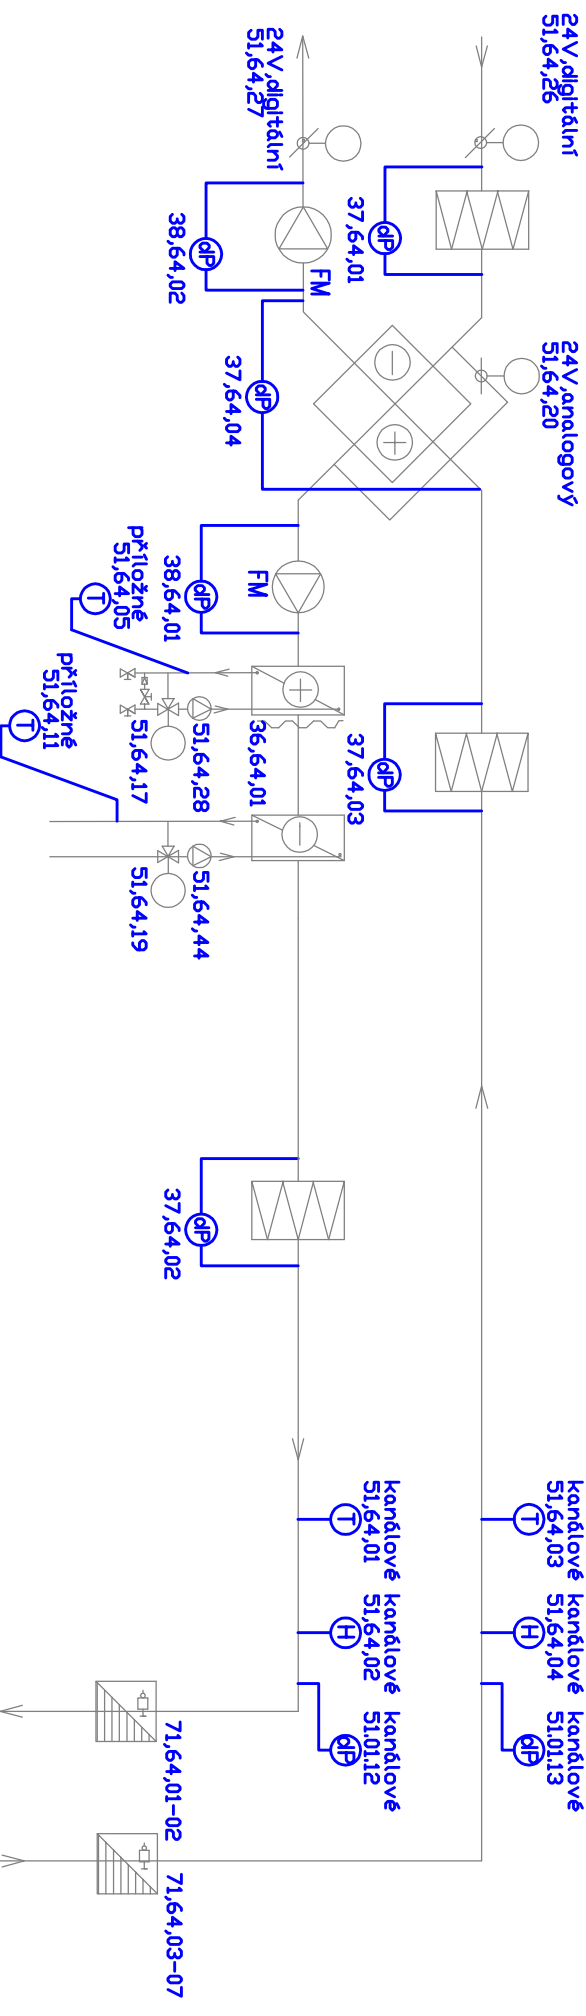 24V,digitální
51,64,26
24V,digitální
51,64,27
37,64,01
dP
38,64,02
dP
FM
24V,analogový
51,64,20
37,64,04
dP
38,64,01
dP
FM
příložné
51,64,05
T
příložné
51,64,11
T
51,64,17
51,64,28
36,64,01
51,64,19
51,64,44
37,64,03
dP
37,64,02
dP
kanálové
51,64,03
T
kanálové
51,64,04
H
kanálové
51.01.13
dP
kanálové
51,64,01
T
kanálové
51,64,02
H
kanálové
51.01.12
dP
71,64,01-02
71,64,03-07